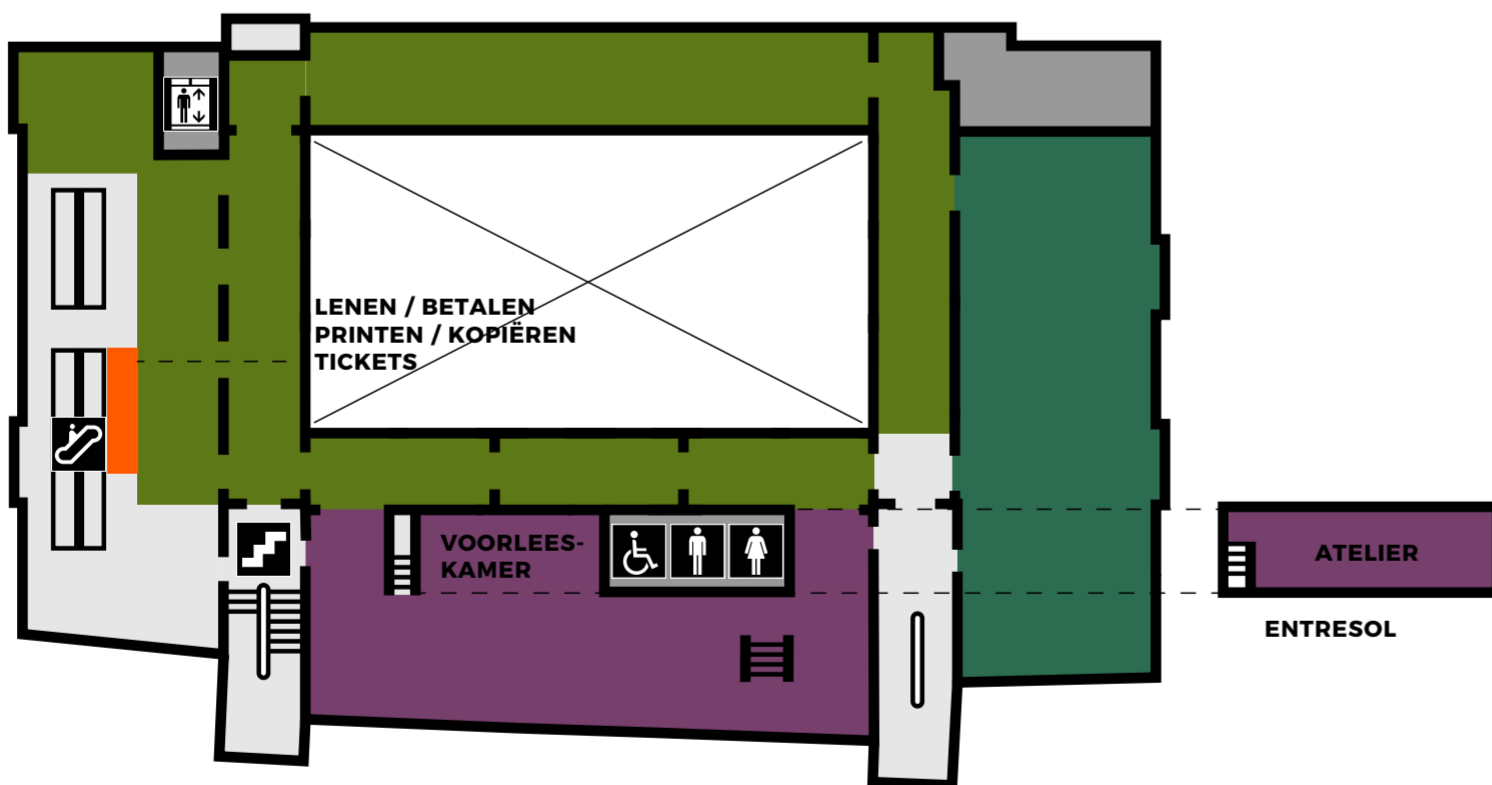 LENEN / BETALEN
PRINTEN / KOPIËREN
TICKETS
VOORLEES-
KAMER
ATELIER
ENTRESOL